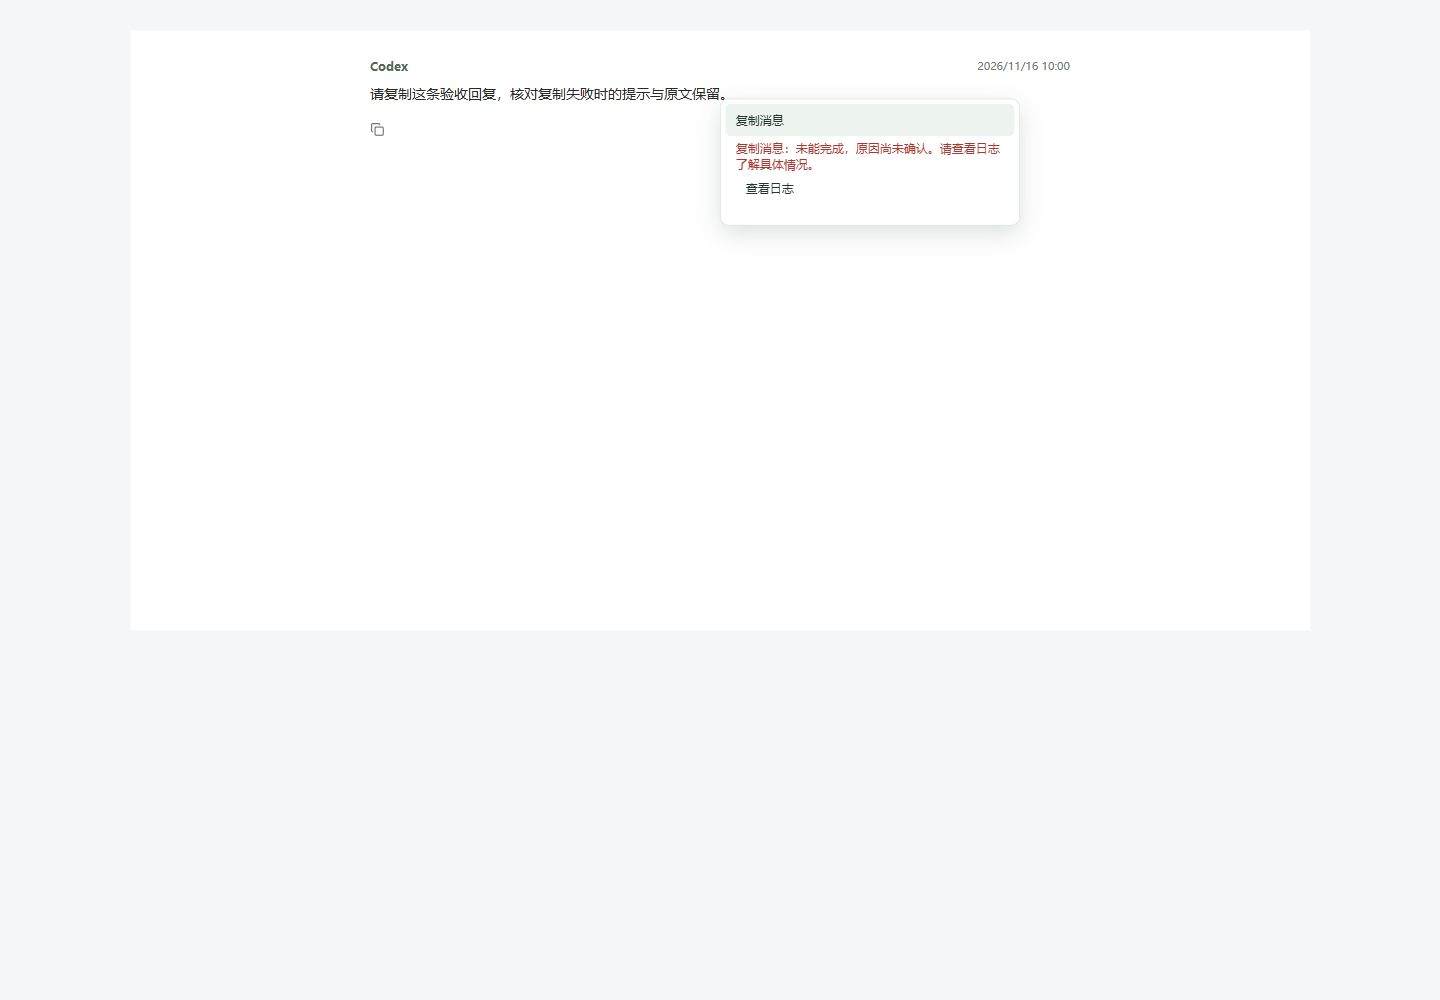 Codex
2026/11/16 10:00
请复制这条验收回复，核对复制失败时的提示与原文保留。
复制消息
复制消息：未能完成，原因尚未确认。请查看日志
了解具体情况。
查看日志